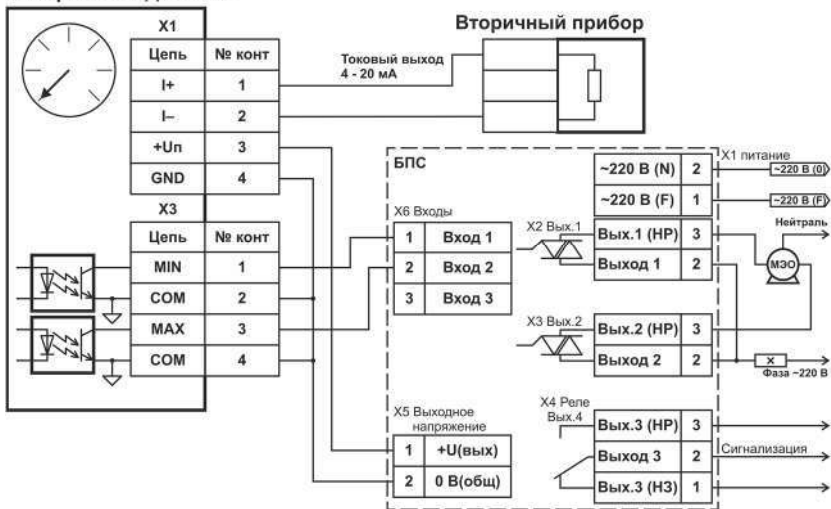 X1
Цепь № конт
I+ 1
I– 2
+Uп 3
GND 4
X3
Цепь № конт
MIN 1
COM 2
MAX 3
COM 4
Токовый выход
4 - 20 мА
Вторичный прибор
БПС
X1 питание
~220 В (N) 2
~220 В (0)
~220 В (F) 1
~220 В (F)
X6 Входы
1 Вход 1
2 Вход 2
3 Вход 3
X2 Вых.1
Вых.1 (НР) 3
Выход 1 2
Нейтраль
МЭО
X3 Вых.2
Вых.2 (НР) 3
Выход 2 2
Фаза ~220 В
X5 Выходное
напряжение
1 +U(вых)
2 0 В(общ)
X4 Реле
Вых.4
Вых.3 (НР) 3
Выход 3 2
Вых.3 (НЗ) 1
Сигнализация